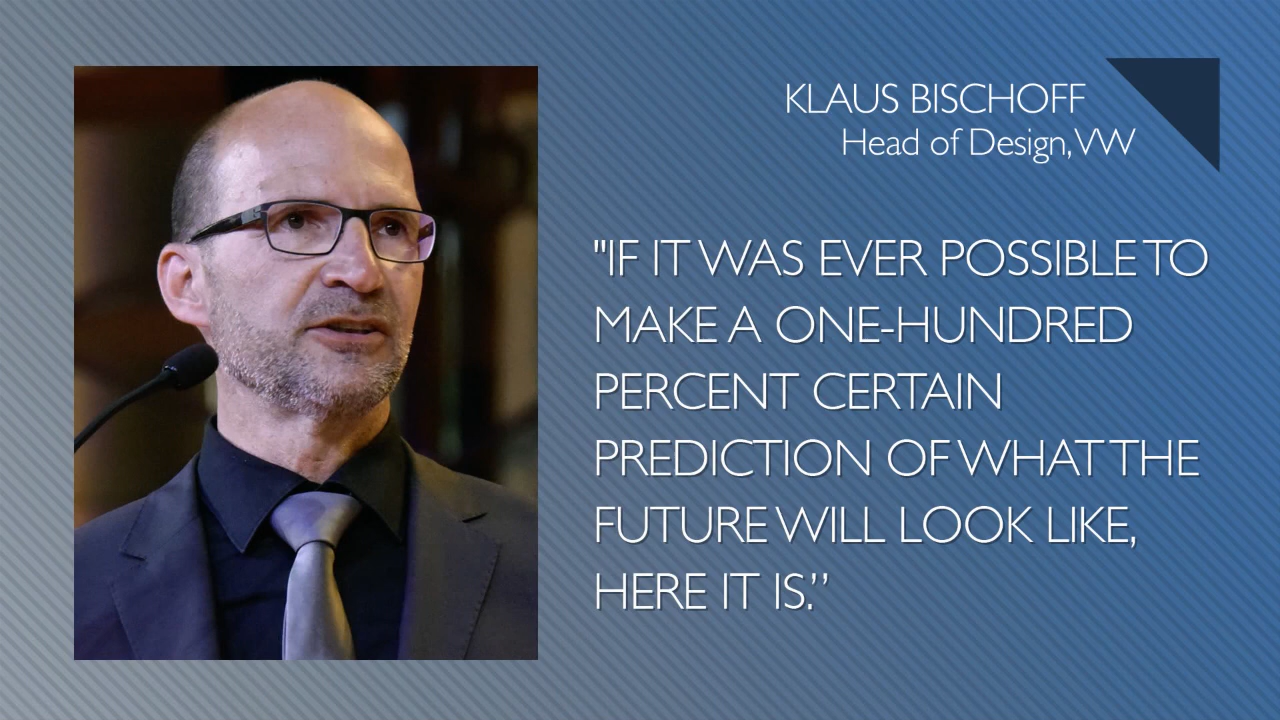 KLAUS BISCHOFF
Head of Design, VW
"IF IT WAS EVER POSSIBLE TO
MAKE A ONE-HUNDRED
PERCENT CERTAIN
PREDICTION OF WHAT THE
FUTURE WILL LOOK LIKE,
HERE IT IS.”